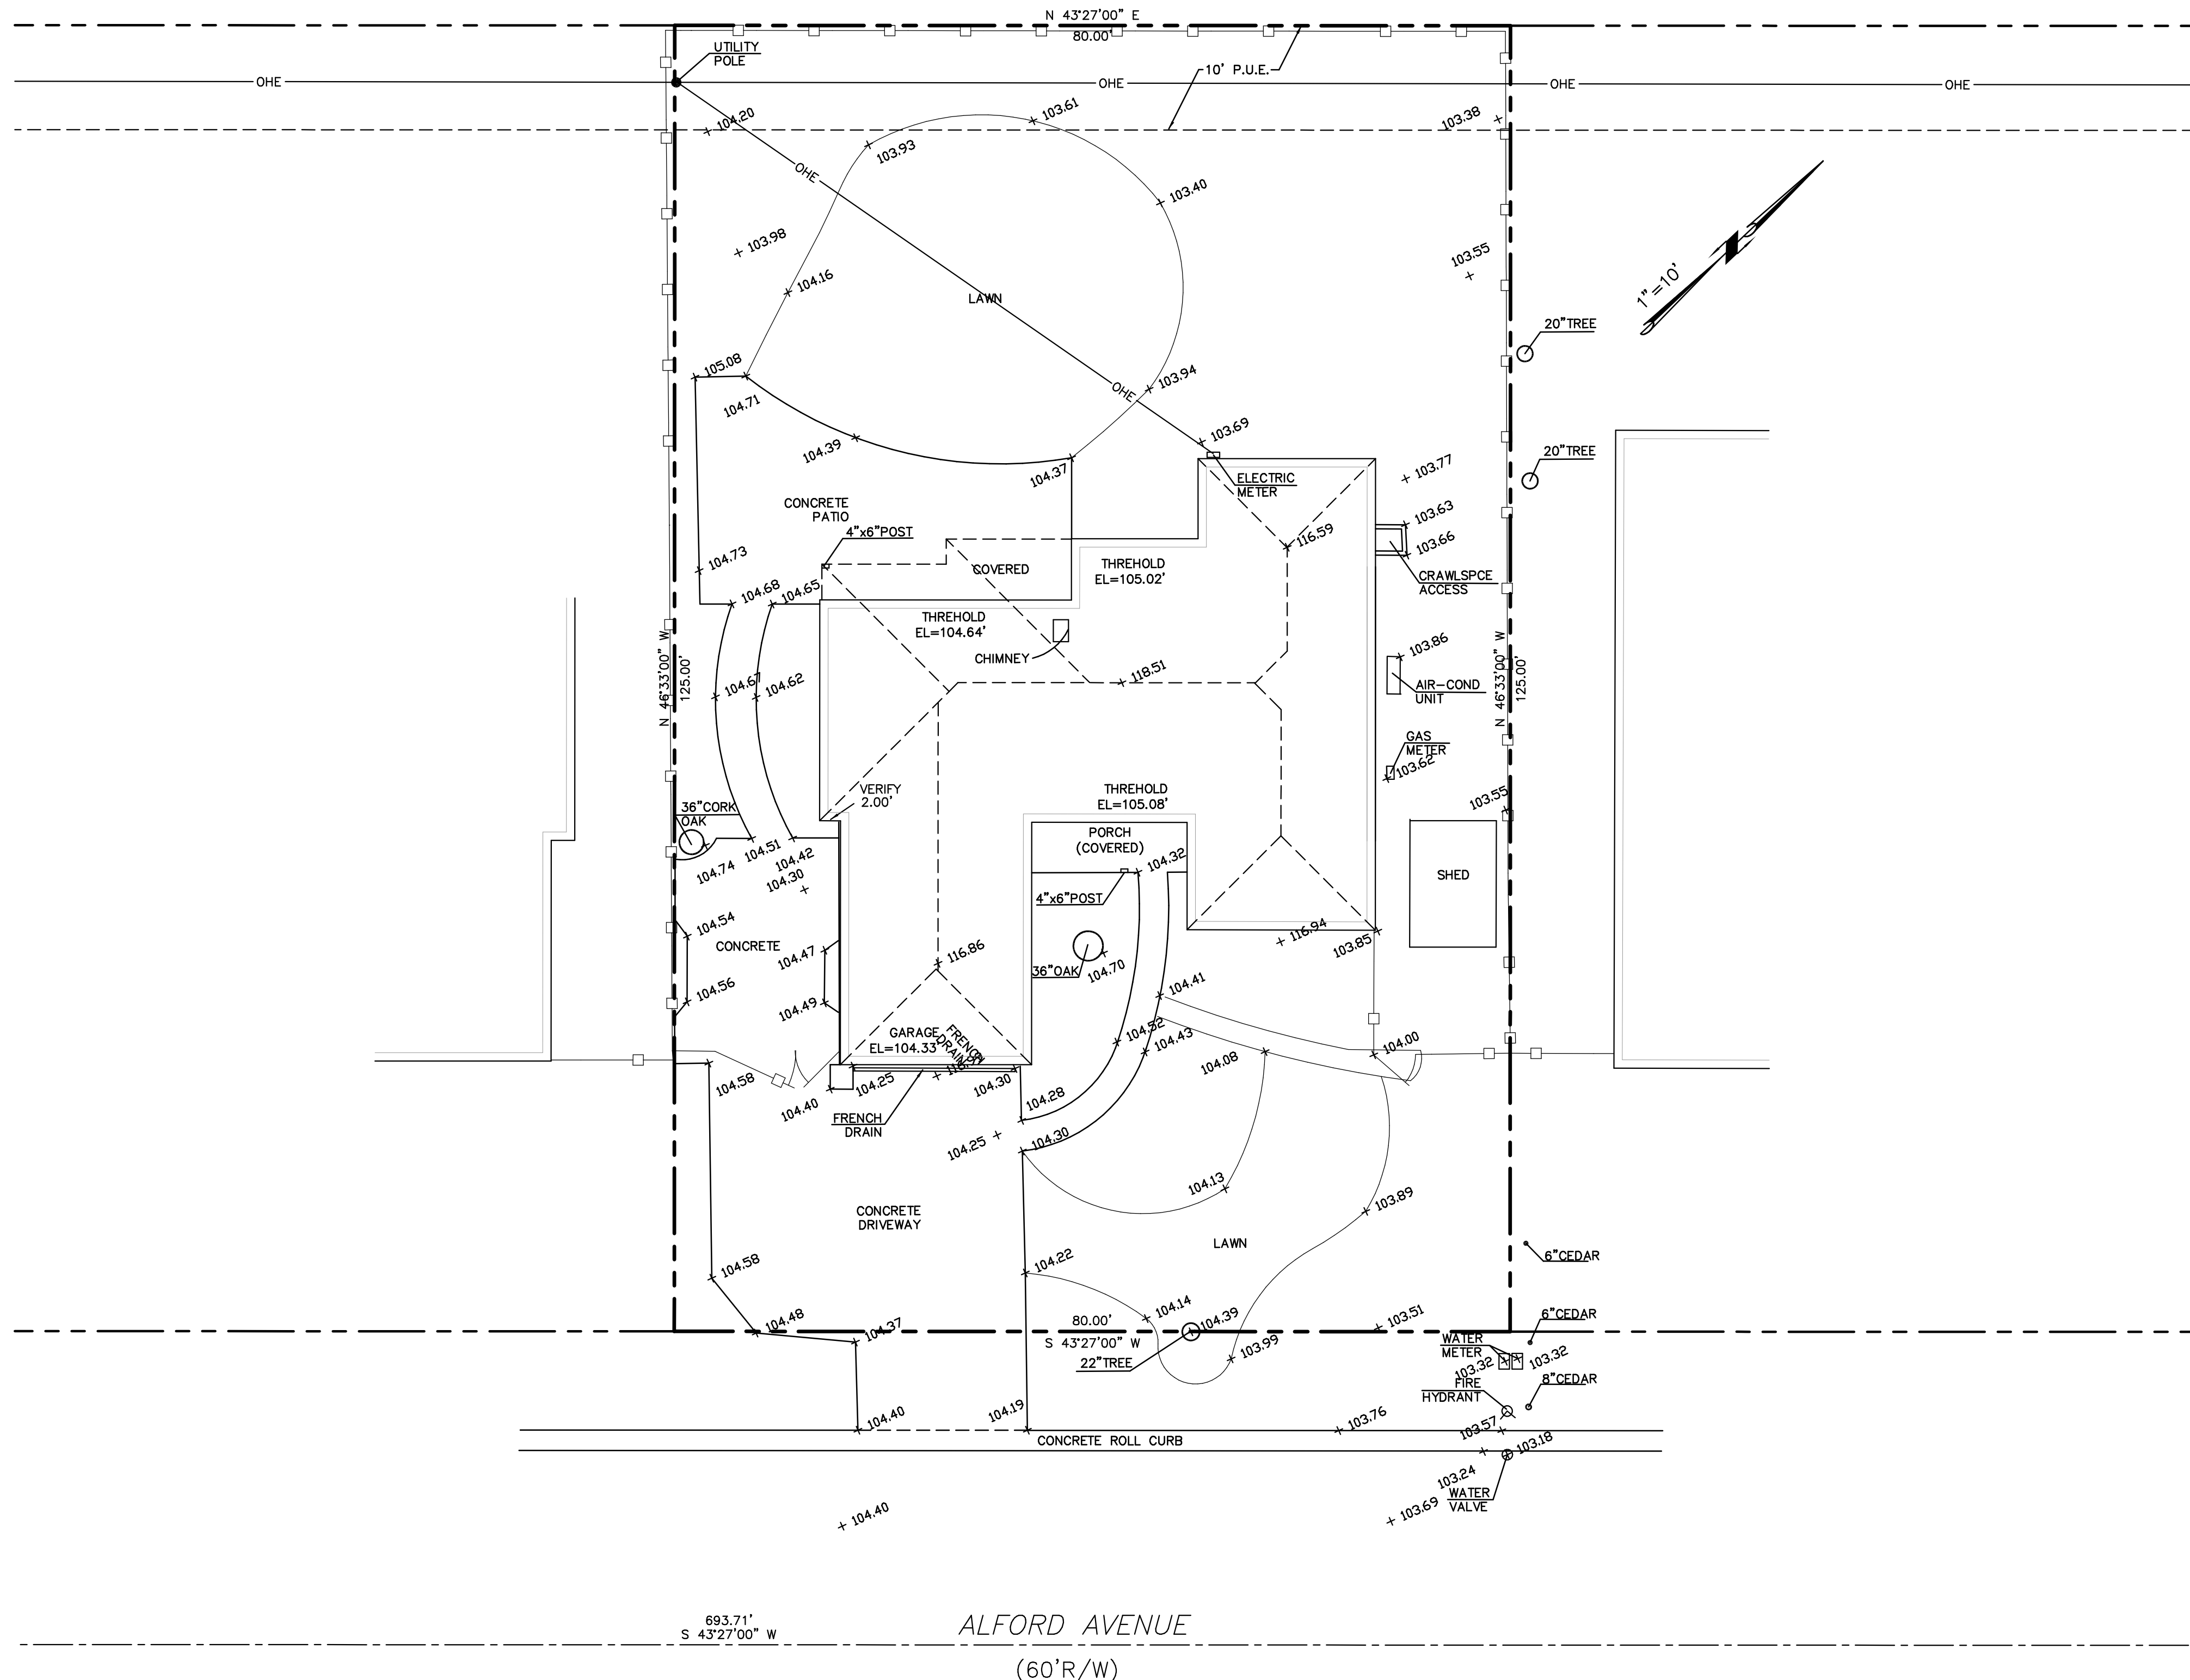 N 43°27'00" E
80.00'
UTILITY
POLE
10' P.U.E.
OHE
OHE
OHE
OHE
104.20
103.61
103.38
103.93
OHE
103.40
103.98
103.55
104.16
LAWN
1"=10'
20"TREE
105.08
104.71
OHE
103.94
104.39
103.69
104.37
20"TREE
103.77
ELECTRIC
METER
CONCRETE
PATIO
4"x6"POST
103.63
116.59
103.66
104.73
COVERED
THREHOLD
EL=105.02'
CRAWLSPCE
ACCESS
104.68
104.65
THREHOLD
EL=104.64'
CHIMNEY
103.86
N 46°33'00" W
125.00'
104.67
104.62
118.51
AIR-COND
UNIT
N 46°33'00" W
125.00'
GAS
METER
103.62
VERIFY
2.00'
THREHOLD
EL=105.08'
103.55
36"CORK
OAK
PORCH
(COVERED)
104.74
104.51
104.42
104.30
104.32
SHED
4"x6"POST
104.54
CONCRETE
104.47
116.94
103.85
116.86
36"OAK
104.70
104.56
104.49
104.41
GARAGE
EL=104.33'
FRENCH
DRAIN
104.52
104.43
104.08
104.00
104.58
104.25
104.30
104.40
FRENCH
DRAIN
104.28
104.25
104.30
104.13
103.89
CONCRETE
DRIVEWAY
LAWN
104.58
104.22
6"CEDAR
104.48
104.37
80.00'
S 43°27'00" W
104.14
104.39
103.51
22"TREE
103.99
6"CEDAR
WATER
METER
103.32
103.32
8"CEDAR
FIRE
HYDRANT
104.40
104.19
103.76
103.57
CONCRETE ROLL CURB
103.18
103.24
WATER
VALVE
104.40
103.69
693.71'
S 43°27'00" W
ALFORD AVENUE
(60'R/W)